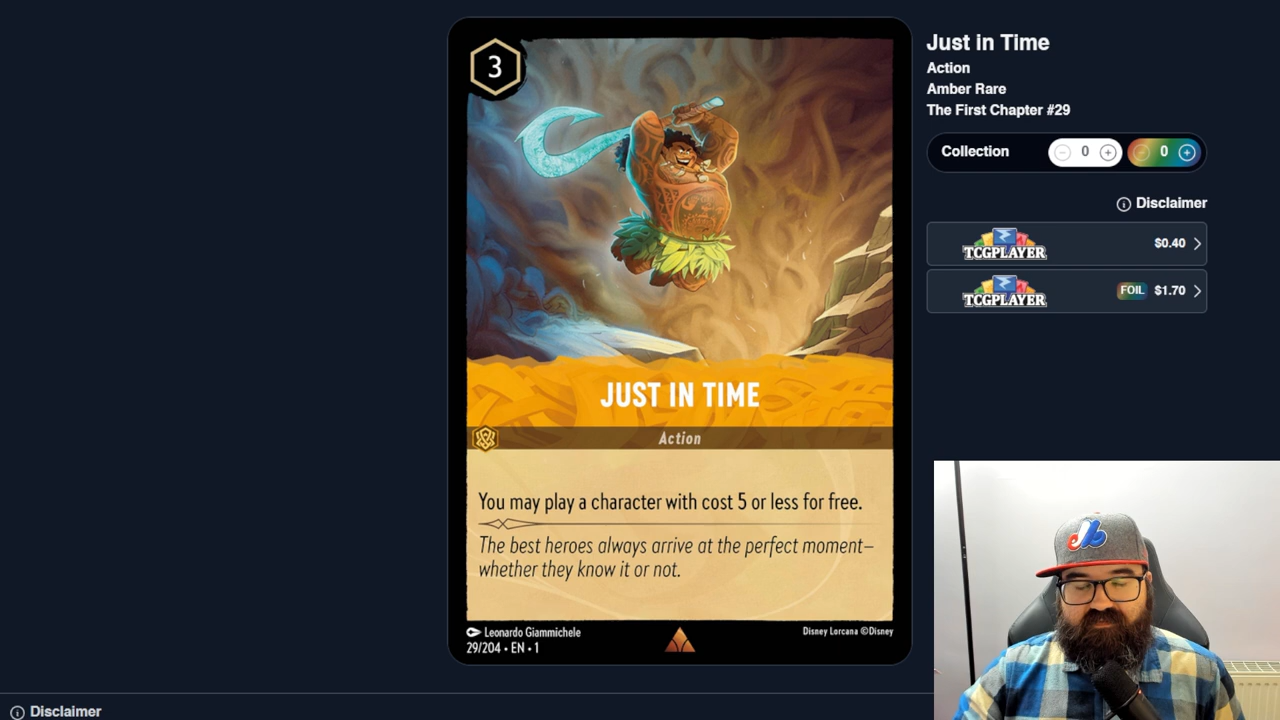 3
JUST IN TIME
Action
You may play a character with cost 5 or less for free.
The best heroes always arrive at the perfect moment–
whether they know it or not.
Leonardo Giammichele
29/204 • EN • 1
Disney Lorcana ©Disney
Just in Time
Action
Amber Rare
The First Chapter #29
Collection
0
0
Disclaimer
TCGPLAYER
$0.40
TCGPLAYER
FOIL $1.70
Disclaimer